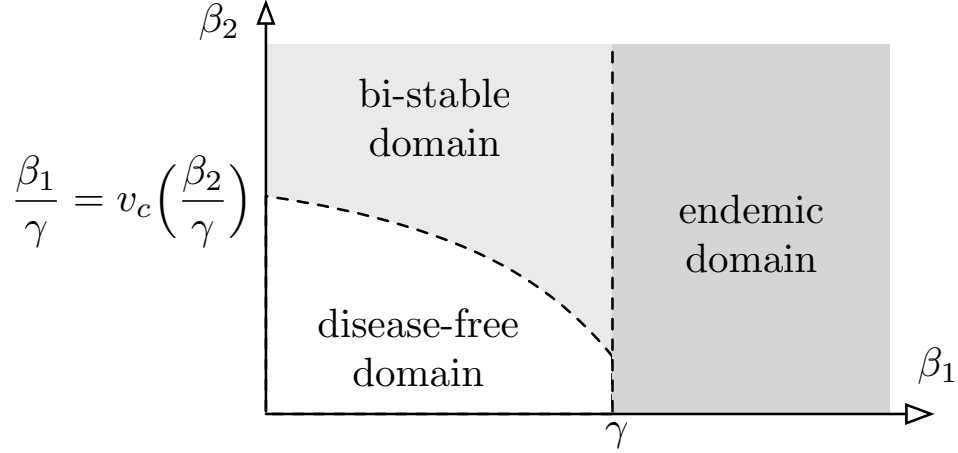 β₂
bi-stable
domain
β₁/γ = v_c(β₂/γ)
endemic
domain
disease-free
domain
β₁
γ